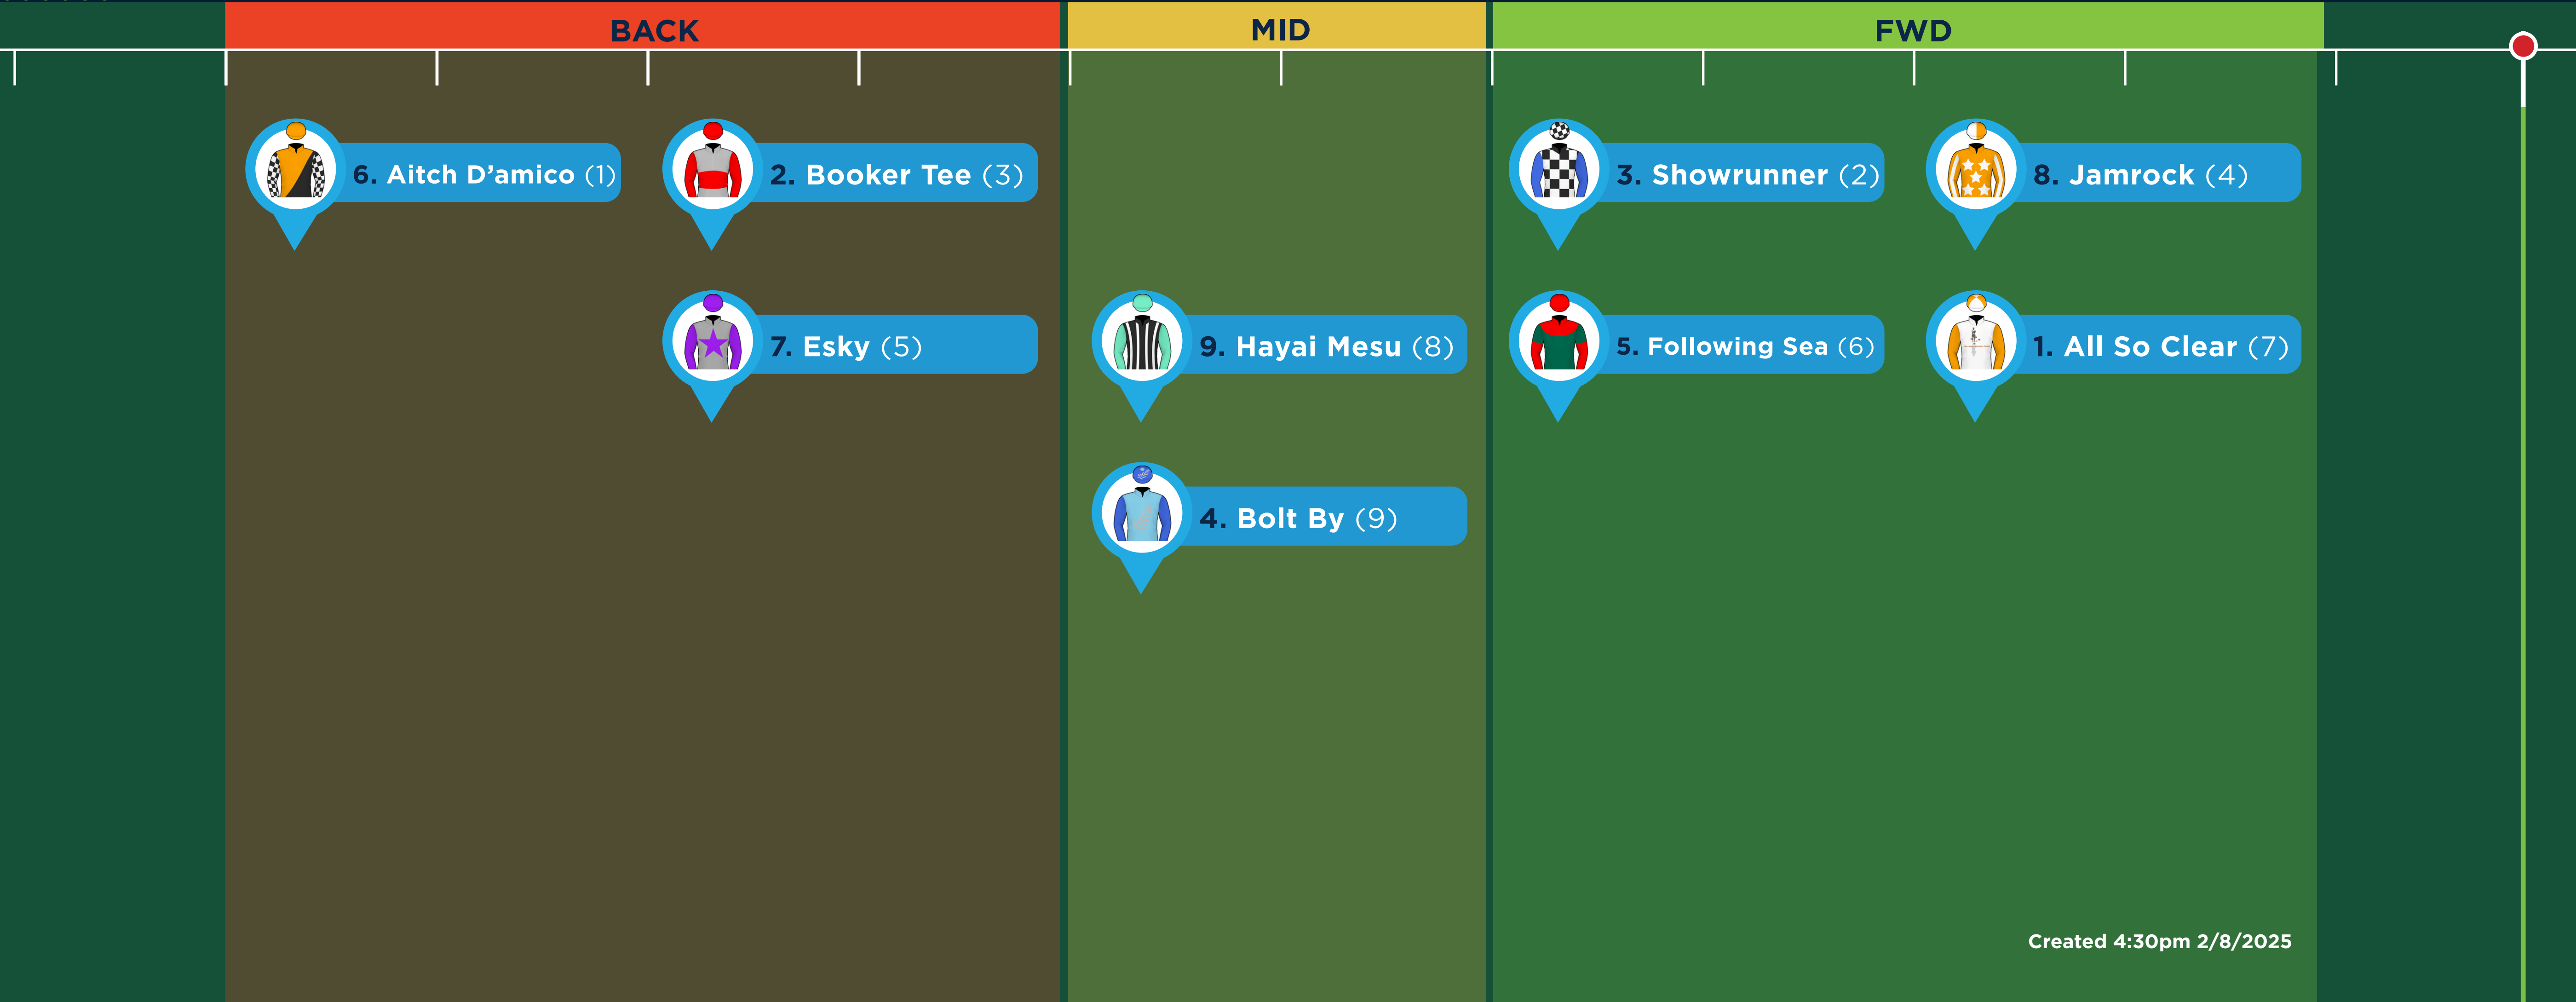 BACK
MID
FWD
6. Aitch D’amico (1)
2. Booker Tee (3)
3. Showrunner (2)
8. Jamrock (4)
7. Esky (5)
9. Hayai Mesu (8)
5. Following Sea (6)
1. All So Clear (7)
4. Bolt By (9)
Created 4:30pm 2/8/2025